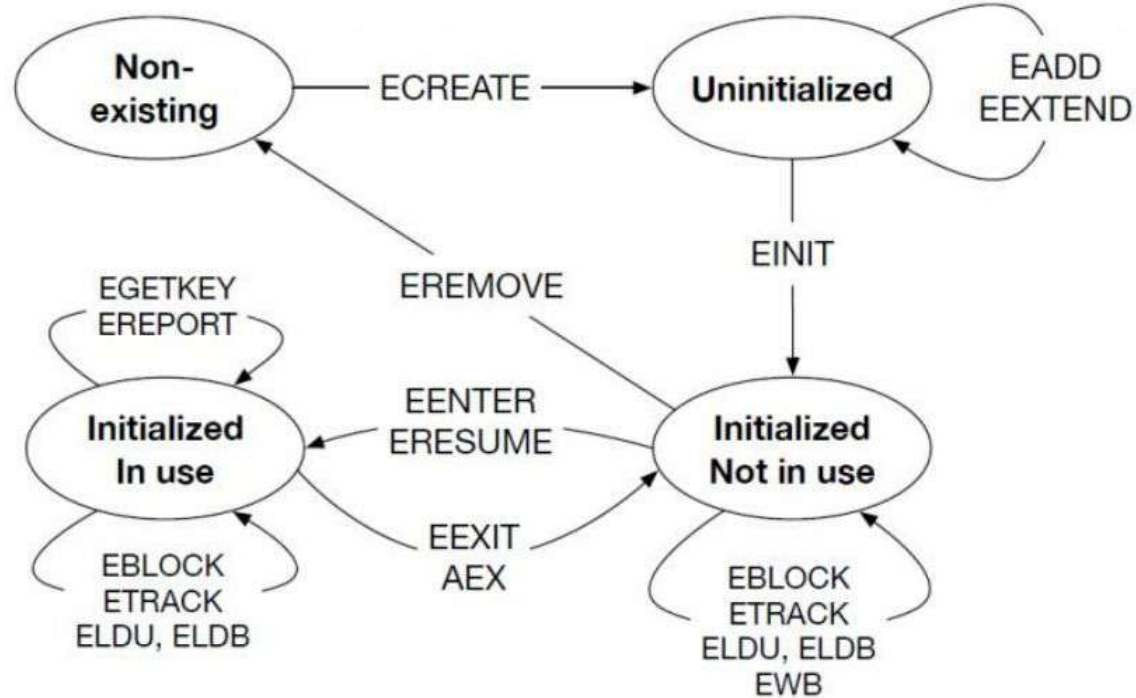 Non-
existing
ECREATE
Uninitialized
EADD
EEXTEND
EINIT
EREMOVE
EGETKEY
EREPORT
Initialized
In use
EENTER
ERESUME
Initialized
Not in use
EEXIT
AEX
EBLOCK
ETRACK
ELDU, ELDB
EBLOCK
ETRACK
ELDU, ELDB
EWB